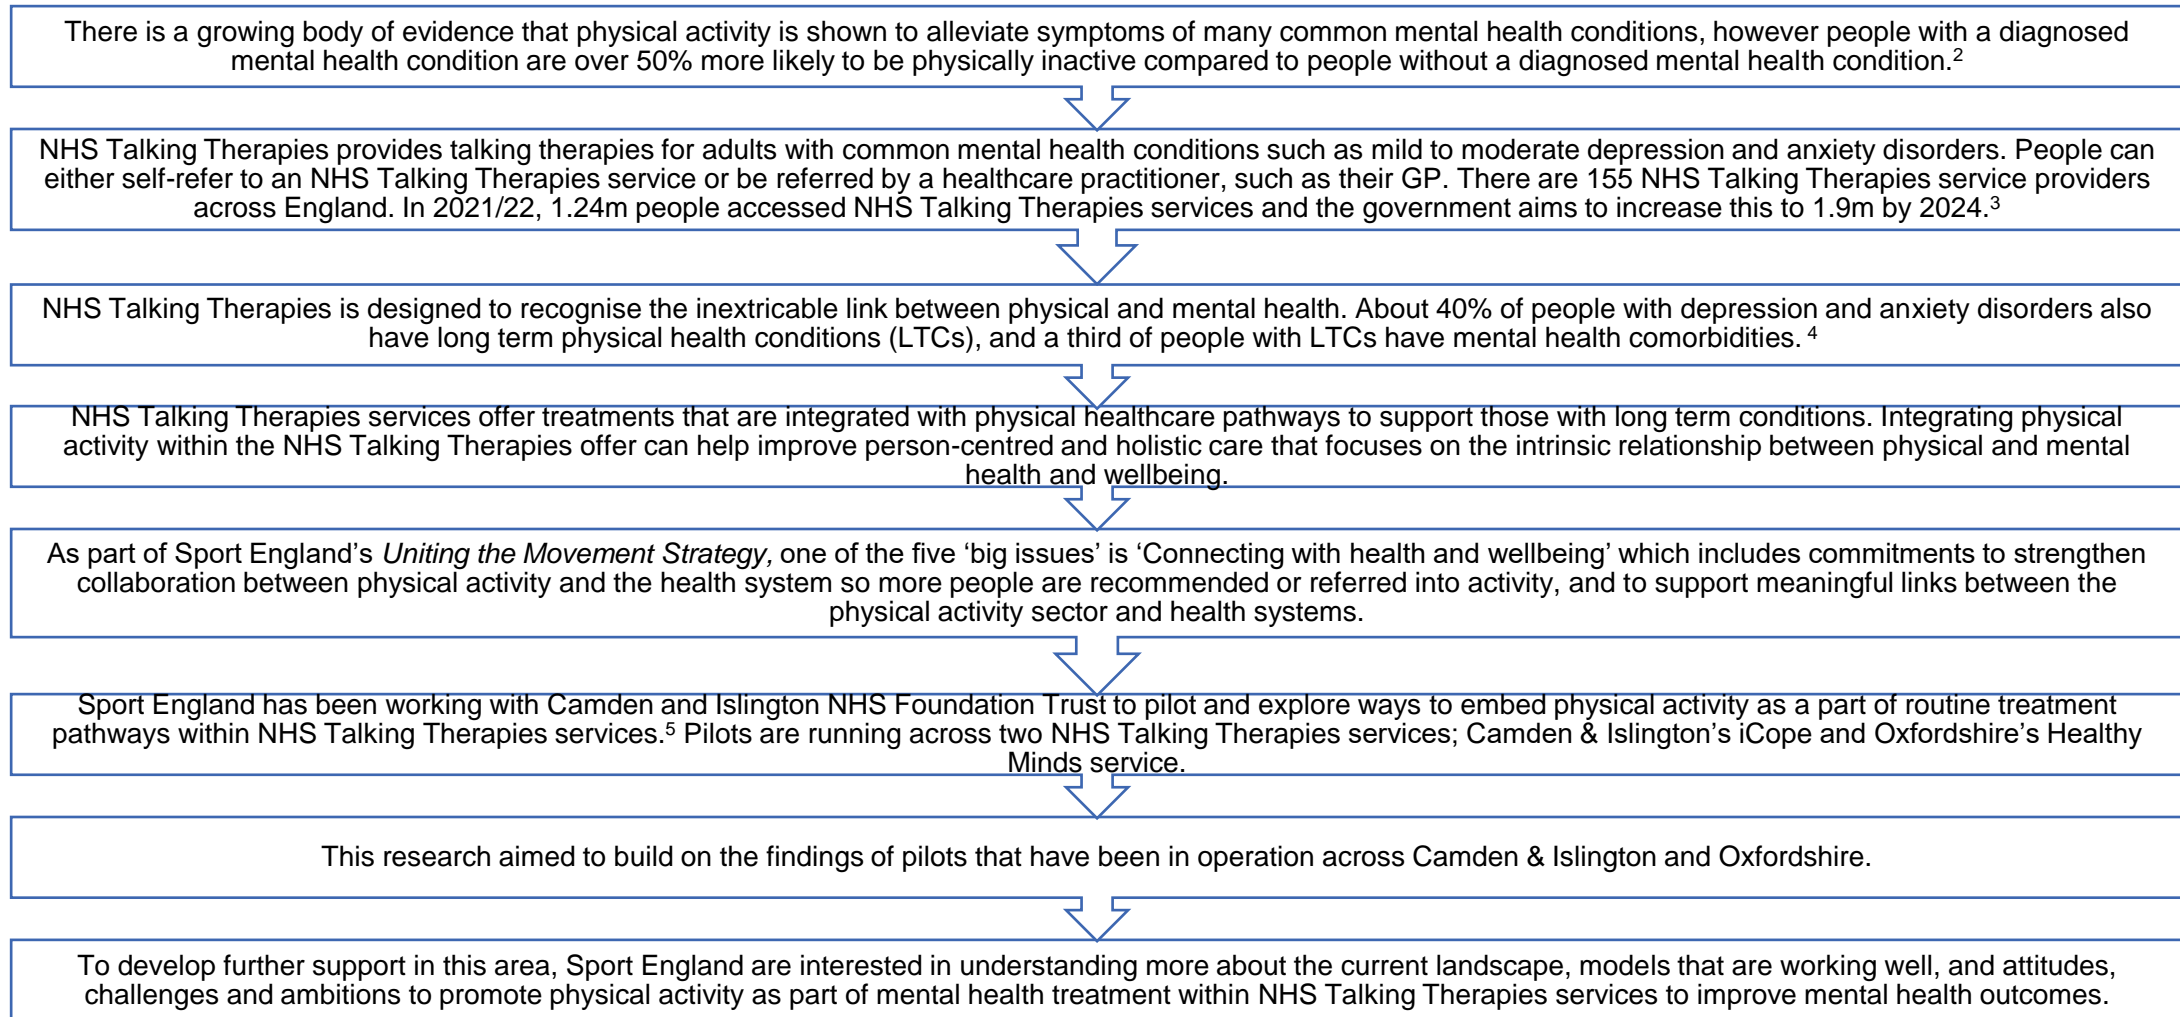 There is a growing body of evidence that physical activity is shown to alleviate symptoms of many common mental health conditions, however people with a diagnosed
mental health condition are over 50% more likely to be physically inactive compared to people without a diagnosed mental health condition.2
NHS Talking Therapies provides talking therapies for adults with common mental health conditions such as mild to moderate depression and anxiety disorders. People can
either self-refer to an NHS Talking Therapies service or be referred by a healthcare practitioner, such as their GP. There are 155 NHS Talking Therapies service providers
across England. In 2021/22, 1.24m people accessed NHS Talking Therapies services and the government aims to increase this to 1.9m by 2024.3
NHS Talking Therapies is designed to recognise the inextricable link between physical and mental health. About 40% of people with depression and anxiety disorders also
have long term physical health conditions (LTCs), and a third of people with LTCs have mental health comorbidities. 4
NHS Talking Therapies services offer treatments that are integrated with physical healthcare pathways to support those with long term conditions. Integrating physical
activity within the NHS Talking Therapies offer can help improve person-centred and holistic care that focuses on the intrinsic relationship between physical and mental
health and wellbeing.
As part of Sport England’s Uniting the Movement Strategy, one of the five ‘big issues’ is ‘Connecting with health and wellbeing’ which includes commitments to strengthen
collaboration between physical activity and the health system so more people are recommended or referred into activity, and to support meaningful links between the
physical activity sector and health systems.
Sport England has been working with Camden and Islington NHS Foundation Trust to pilot and explore ways to embed physical activity as a part of routine treatment
pathways within NHS Talking Therapies services.5 Pilots are running across two NHS Talking Therapies services; Camden & Islington’s iCope and Oxfordshire’s Healthy
Minds service.
This research aimed to build on the findings of pilots that have been in operation across Camden & Islington and Oxfordshire.
To develop further support in this area, Sport England are interested in understanding more about the current landscape, models that are working well, and attitudes,
challenges and ambitions to promote physical activity as part of mental health treatment within NHS Talking Therapies services to improve mental health outcomes.